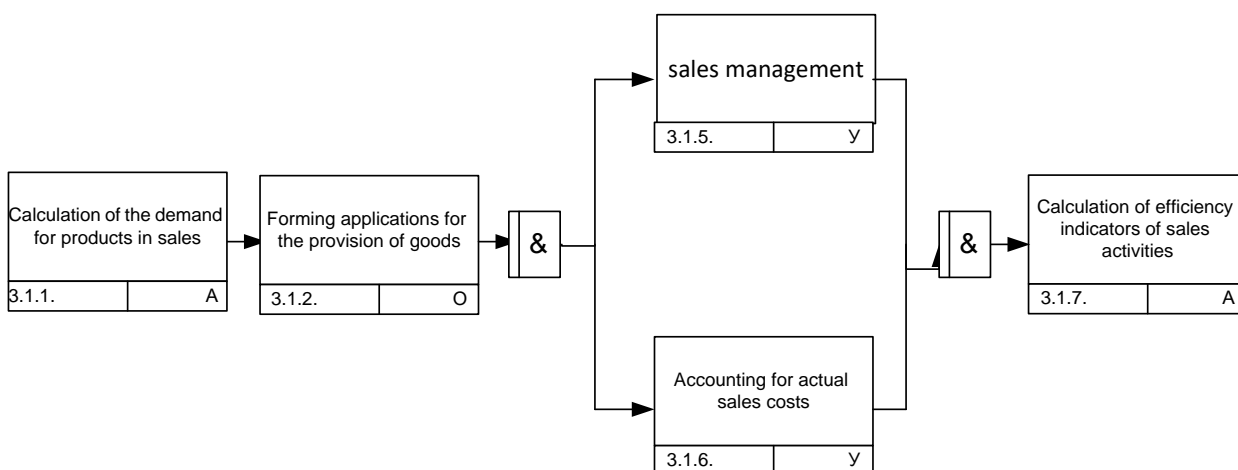 sales management
3.1.5. У
Calculation of the demand
for products in sales
3.1.1. А
Forming applications for
the provision of goods
3.1.2. О
&
&
Calculation of efficiency
indicators of sales
activities
3.1.7. А
Accounting for actual
sales costs
3.1.6. У